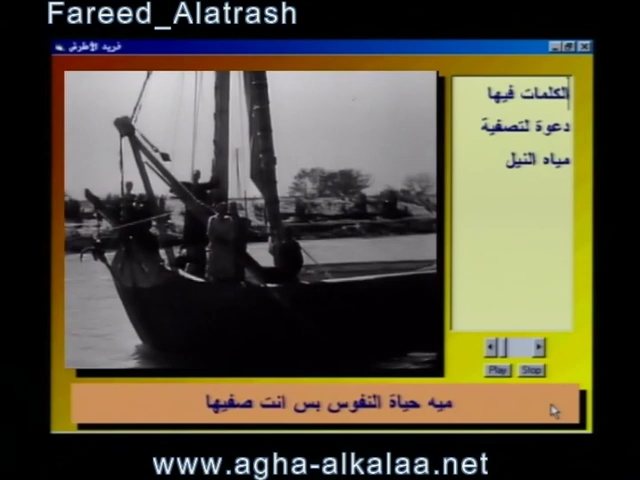 Fareed_Alatrash
فريد الأطرش
الكلمات فيها
دعوة لتصفية
مياه النيل
Play Stop
ميه حياة النفوس بس انت صفيها
www.agha-alkalaa.net